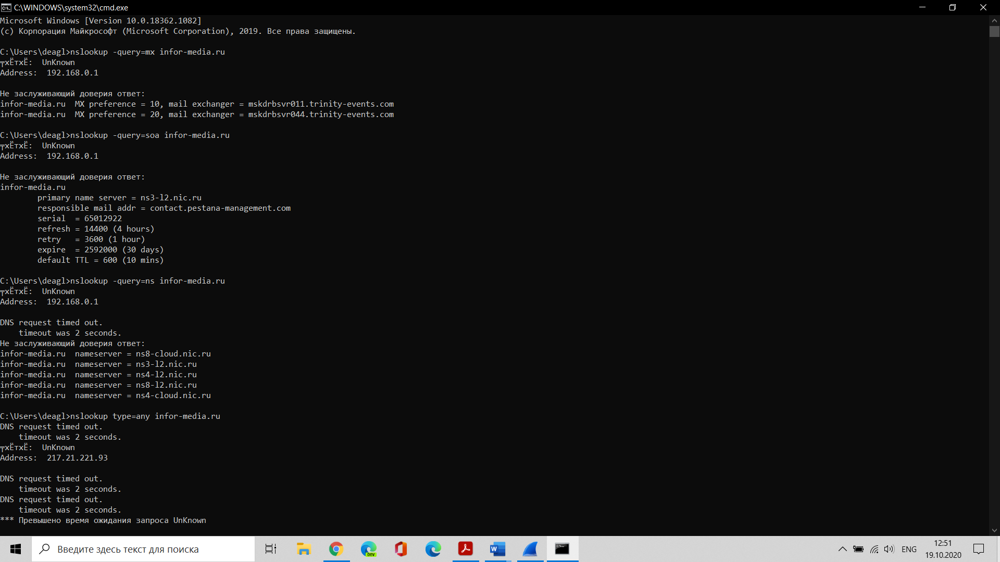 C:\WINDOWS\system32\cmd.exe
Microsoft Windows [Version 10.0.18362.1082]
(c) Корпорация Майкрософт (Microsoft Corporation), 2019. Все права защищены.
C:\Users\deagl>nslookup -query=mx infor-media.ru
╤хЁтхЁ:  UnKnown
Address:  192.168.0.1
Не заслуживающий доверия ответ:
infor-media.ru  MX preference = 10, mail exchanger = mskdrbsvr011.trinity-events.com
infor-media.ru  MX preference = 20, mail exchanger = mskdrbsvr044.trinity-events.com
C:\Users\deagl>nslookup -query=soa infor-media.ru
╤хЁтхЁ:  UnKnown
Address:  192.168.0.1
Не заслуживающий доверия ответ:
infor-media.ru
primary name server = ns3-l2.nic.ru
responsible mail addr = contact.pestana-management.com
serial  = 65012922
refresh = 14400 (4 hours)
retry   = 3600 (1 hour)
expire  = 2592000 (30 days)
default TTL = 600 (10 mins)
C:\Users\deagl>nslookup -query=ns infor-media.ru
╤хЁтхЁ:  UnKnown
Address:  192.168.0.1
DNS request timed out.
timeout was 2 seconds.
Не заслуживающий доверия ответ:
infor-media.ru  nameserver = ns8-cloud.nic.ru
infor-media.ru  nameserver = ns3-l2.nic.ru
infor-media.ru  nameserver = ns4-l2.nic.ru
infor-media.ru  nameserver = ns8-l2.nic.ru
infor-media.ru  nameserver = ns4-cloud.nic.ru
C:\Users\deagl>nslookup type=any infor-media.ru
DNS request timed out.
timeout was 2 seconds.
╤хЁтхЁ:  UnKnown
Address:  217.21.221.93
DNS request timed out.
timeout was 2 seconds.
DNS request timed out.
timeout was 2 seconds.
*** Превышено время ожидания запроса UnKnown
Введите здесь текст для поиска
DEV
ENG
12:51
19.10.2020